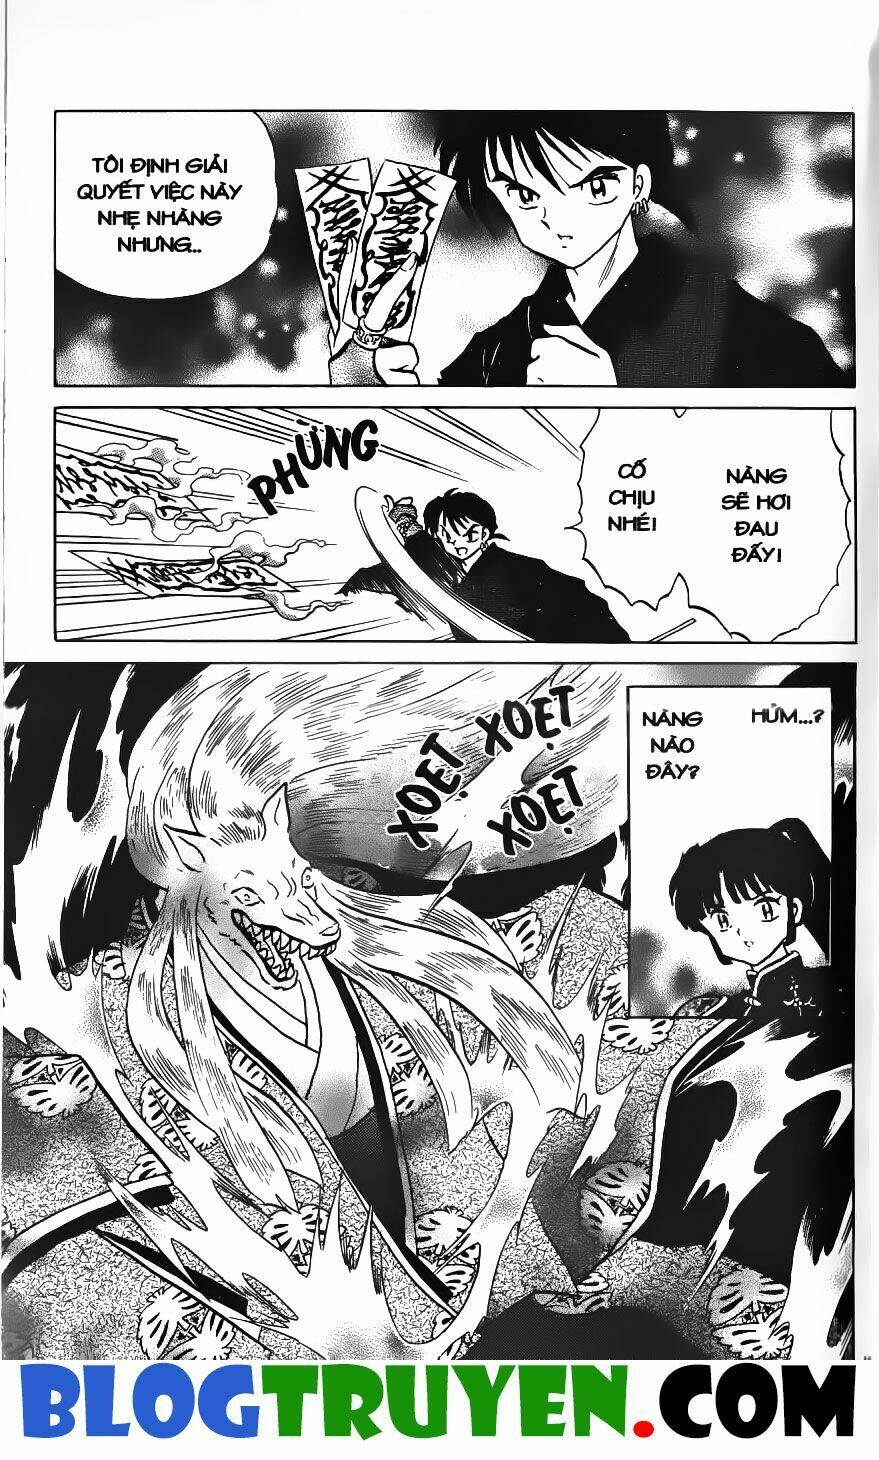 TÔI ĐỊNH GIẢI
QUYẾT VIỆC NÀY
NHẸ NHÀNG
NHƯNG...
NÀNG
SẼ HƠI
ĐAU
ĐẤY!
CỐ
CHỊU
NHÉ!
PHỪNG
HỬM...?
NÀNG
NÀO
ĐÂY?
XOẸT
XOẸT
XOẸT
BLOGTRUYEN.COM